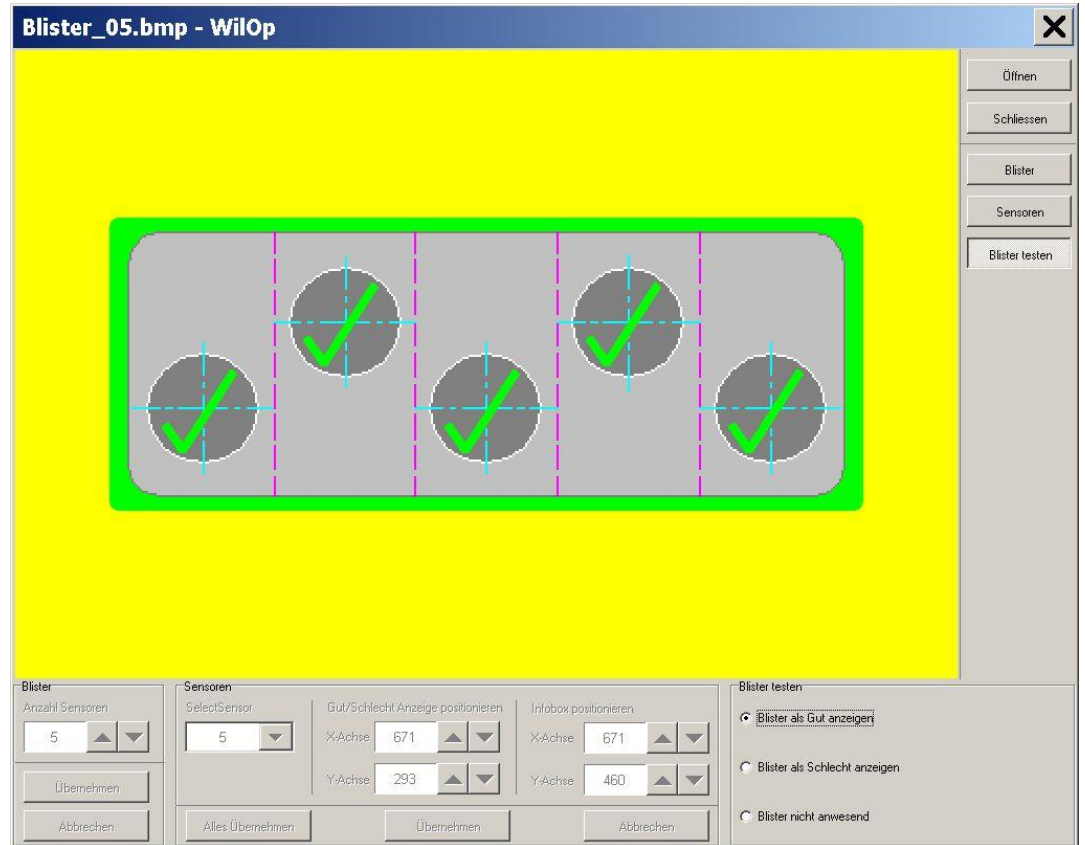 Blister_05.bmp - WilOp
Öffnen
Schliessen
Blister
Sensoren
Blister testen
Blister
Anzahl Sensoren
5
Übernehmen
Abbrechen
Sensoren
SelectSensor
5
Gut/Schlecht Anzeige positionieren
X-Achse 671
Y-Achse 293
Infobox positionieren
X-Achse 671
Y-Achse 460
Alles Übernehmen
Übernehmen
Abbrechen
Blister testen
Blister als Gut anzeigen
Blister als Schlecht anzeigen
Blister nicht anwesend